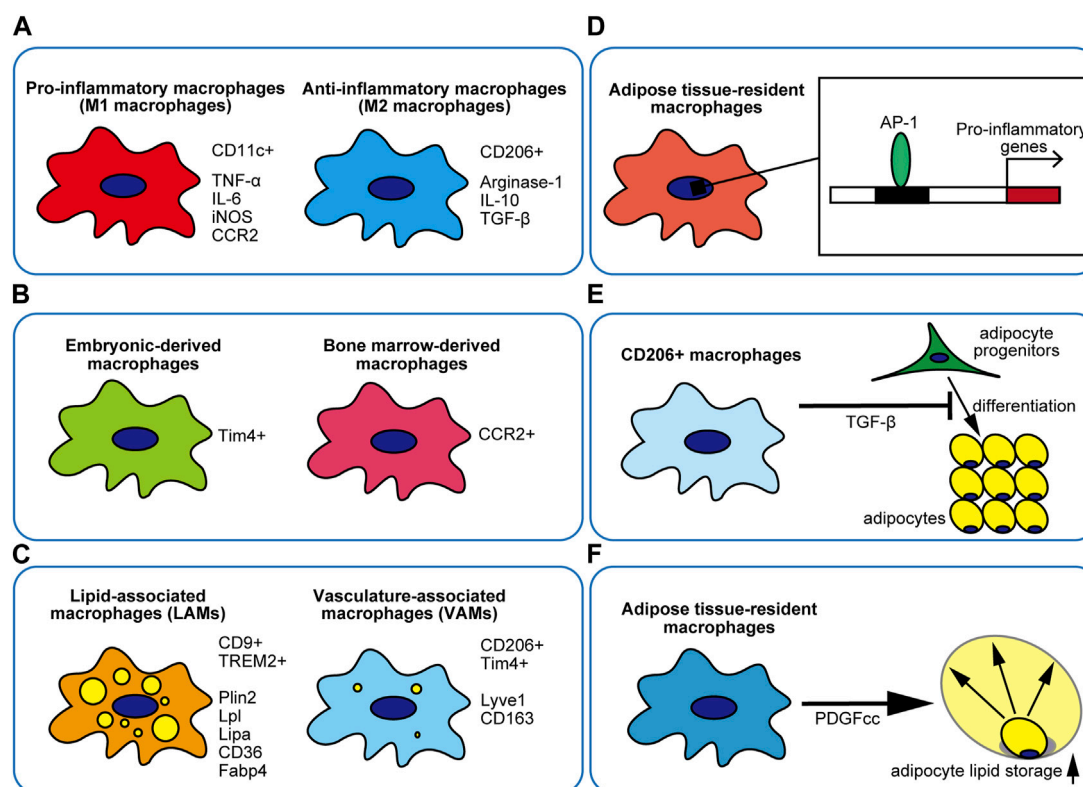 A
Pro-inflammatory macrophages
(M1 macrophages)
CD11c+
TNF-α
IL-6
iNOS
CCR2
Anti-inflammatory macrophages
(M2 macrophages)
CD206+
Arginase-1
IL-10
TGF-β
B
Embryonic-derived
macrophages
Tim4+
Bone marrow-derived
macrophages
CCR2+
C
Lipid-associated
macrophages (LAMs)
CD9+
TREM2+
Plin2
Lpl
Lipa
CD36
Fabp4
Vasculature-associated
macrophages (VAMs)
CD206+
Tim4+
Lyve1
CD163
D
Adipose tissue-resident
macrophages
AP-1
Pro-inflammatory
genes
E
CD206+ macrophages
TGF-β
adipocyte
progenitors
differentiation
adipocytes
F
Adipose tissue-resident
macrophages
PDGFcc
adipocyte lipid storage